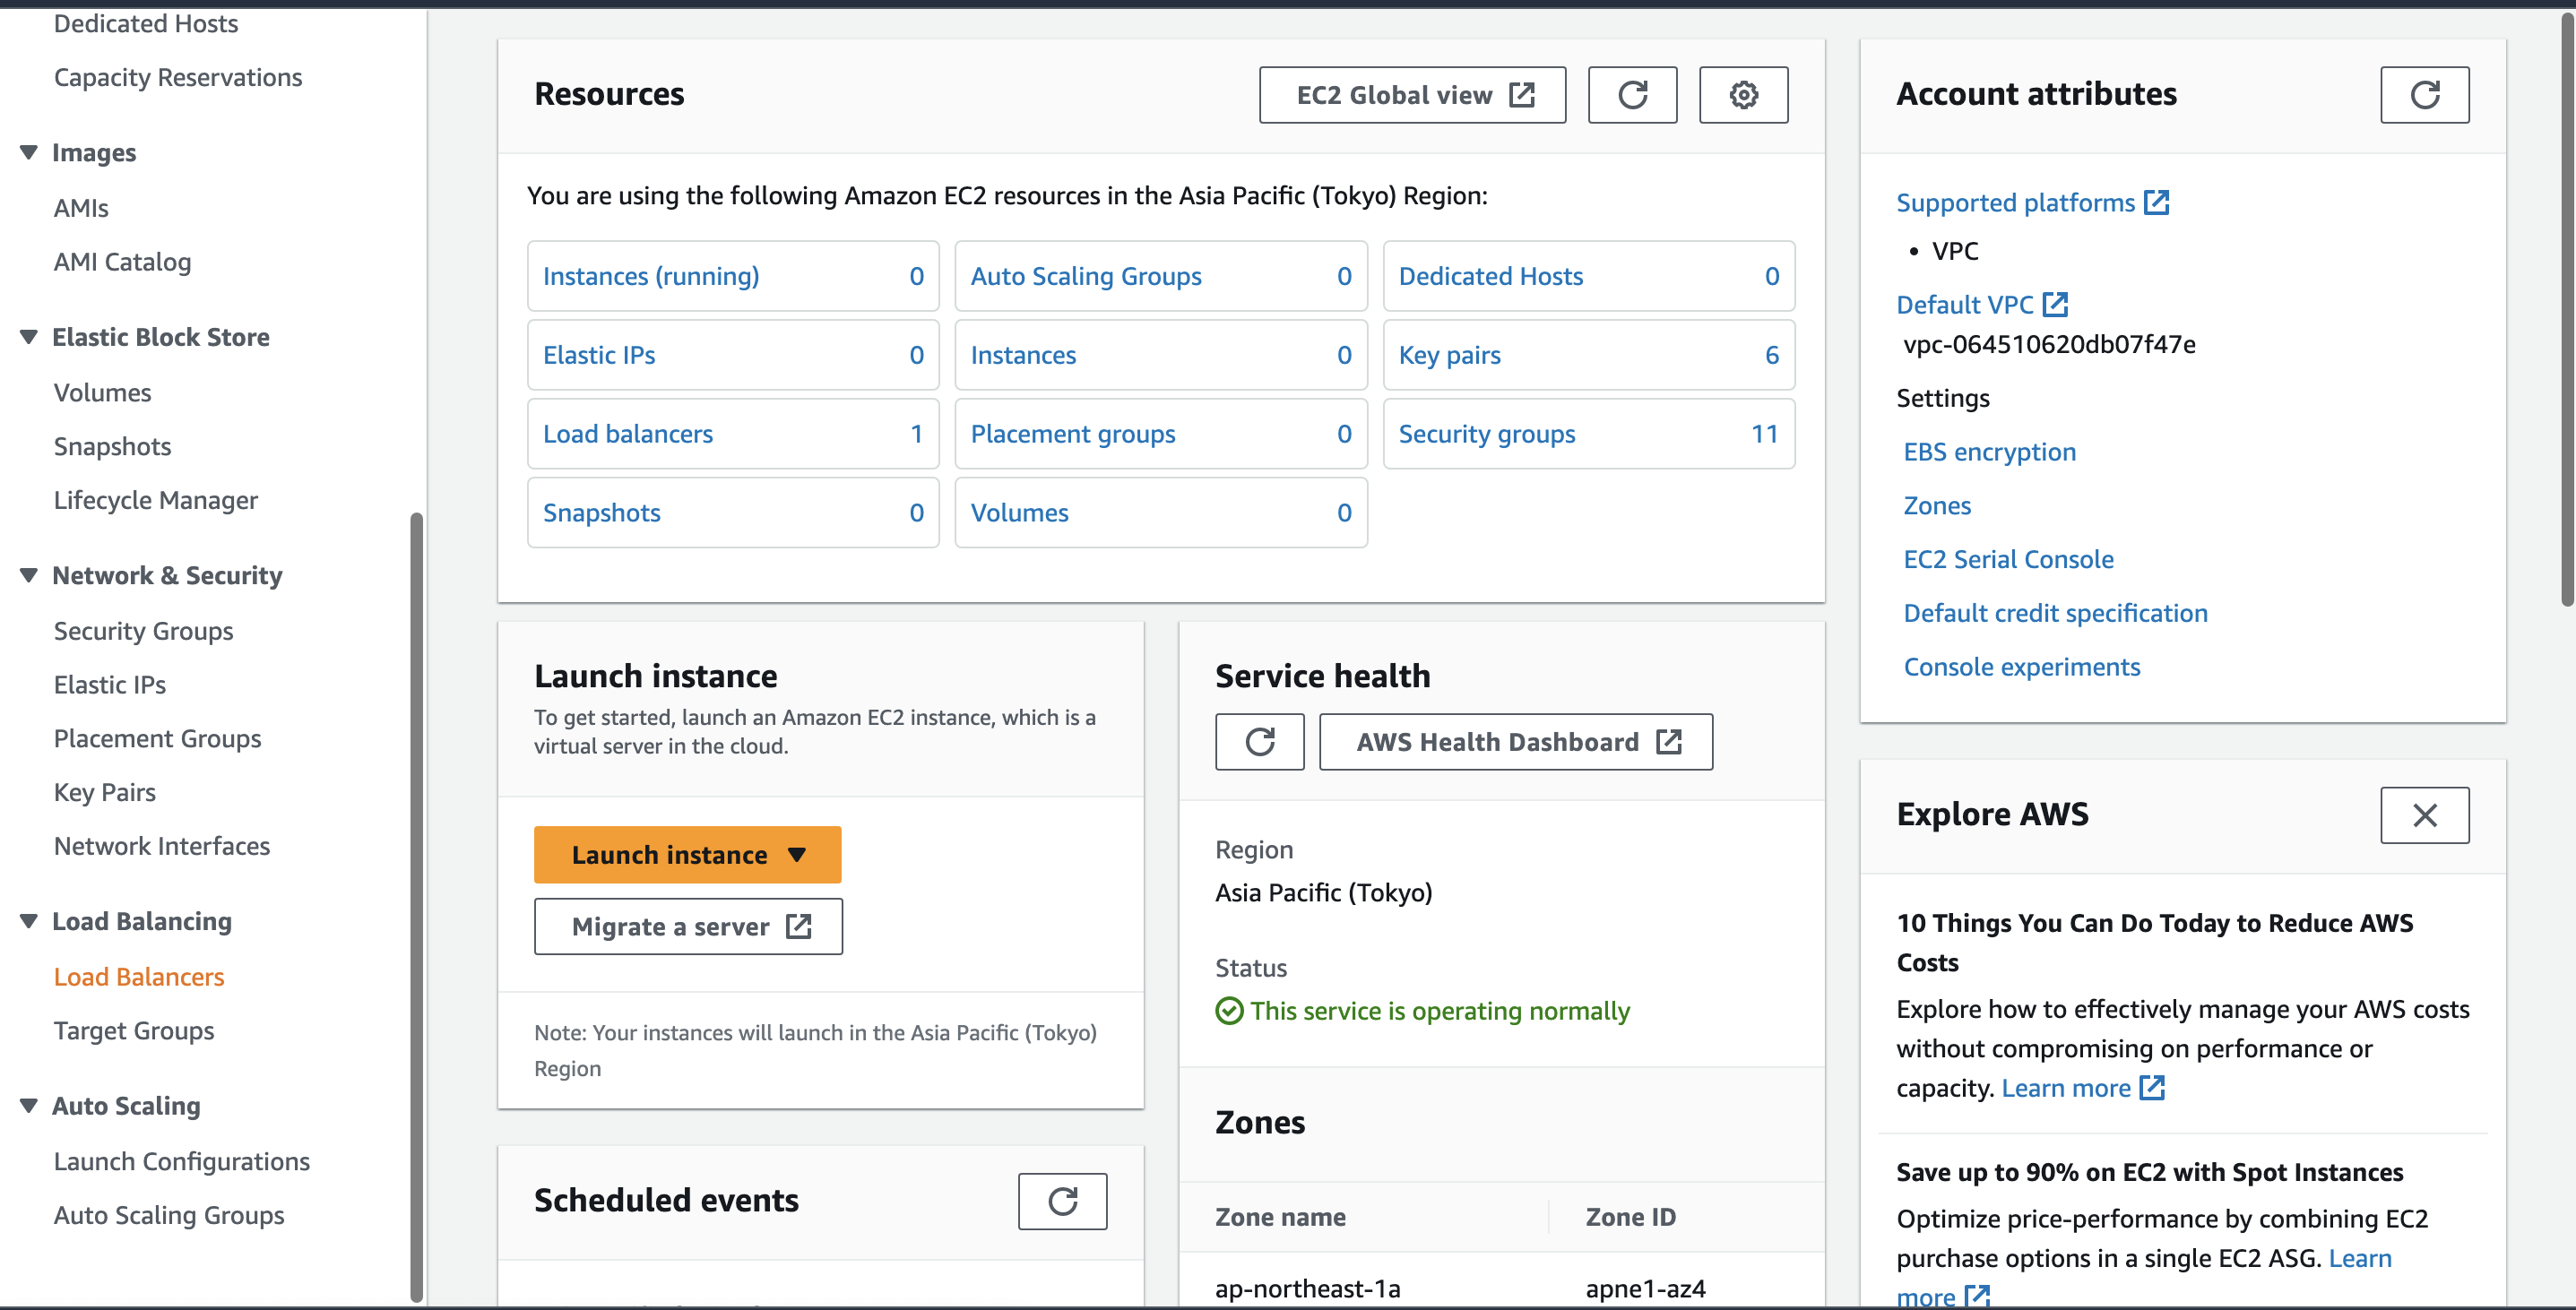 Dedicated Hosts
Capacity Reservations
Images
AMIs
AMI Catalog
Elastic Block Store
Volumes
Snapshots
Lifecycle Manager
Network & Security
Security Groups
Elastic IPs
Placement Groups
Key Pairs
Network Interfaces
Load Balancing
Load Balancers
Target Groups
Auto Scaling
Launch Configurations
Auto Scaling Groups
Resources
EC2 Global view
You are using the following Amazon EC2 resources in the Asia Pacific (Tokyo) Region:
Instances (running) 0
Auto Scaling Groups 0
Dedicated Hosts 0
Elastic IPs 0
Instances 0
Key pairs 6
Load balancers 1
Placement groups 0
Security groups 11
Snapshots 0
Volumes 0
Launch instance
To get started, launch an Amazon EC2 instance, which is a
virtual server in the cloud.
Launch instance
Migrate a server
Note: Your instances will launch in the Asia Pacific (Tokyo)
Region
Scheduled events
Service health
AWS Health Dashboard
Region
Asia Pacific (Tokyo)
Status
This service is operating normally
Zones
Zone name Zone ID
ap-northeast-1a apne1-az4
Account attributes
Supported platforms
• VPC
Default VPC
vpc-064510620db07f47e
Settings
EBS encryption
Zones
EC2 Serial Console
Default credit specification
Console experiments
Explore AWS
10 Things You Can Do Today to Reduce AWS
Costs
Explore how to effectively manage your AWS costs
without compromising on performance or
capacity. Learn more
Save up to 90% on EC2 with Spot Instances
Optimize price-performance by combining EC2
purchase options in a single EC2 ASG. Learn
more